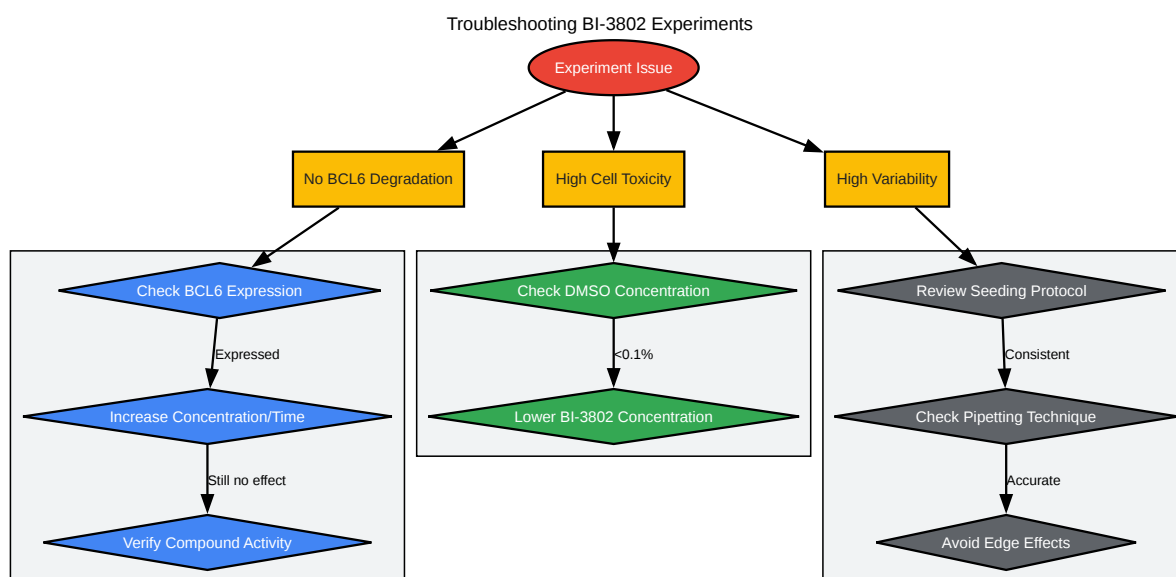 Troubleshooting BI-3802 Experiments
Experiment Issue
No BCL6 Degradation
High Cell Toxicity
High Variability
Check BCL6 Expression
Check DMSO Concentration
Review Seeding Protocol
Expressed
<0.1%
Consistent
Increase Concentration/Time
Lower BI-3802 Concentration
Check Pipetting Technique
Still no effect
Accurate
Verify Compound Activity
Avoid Edge Effects